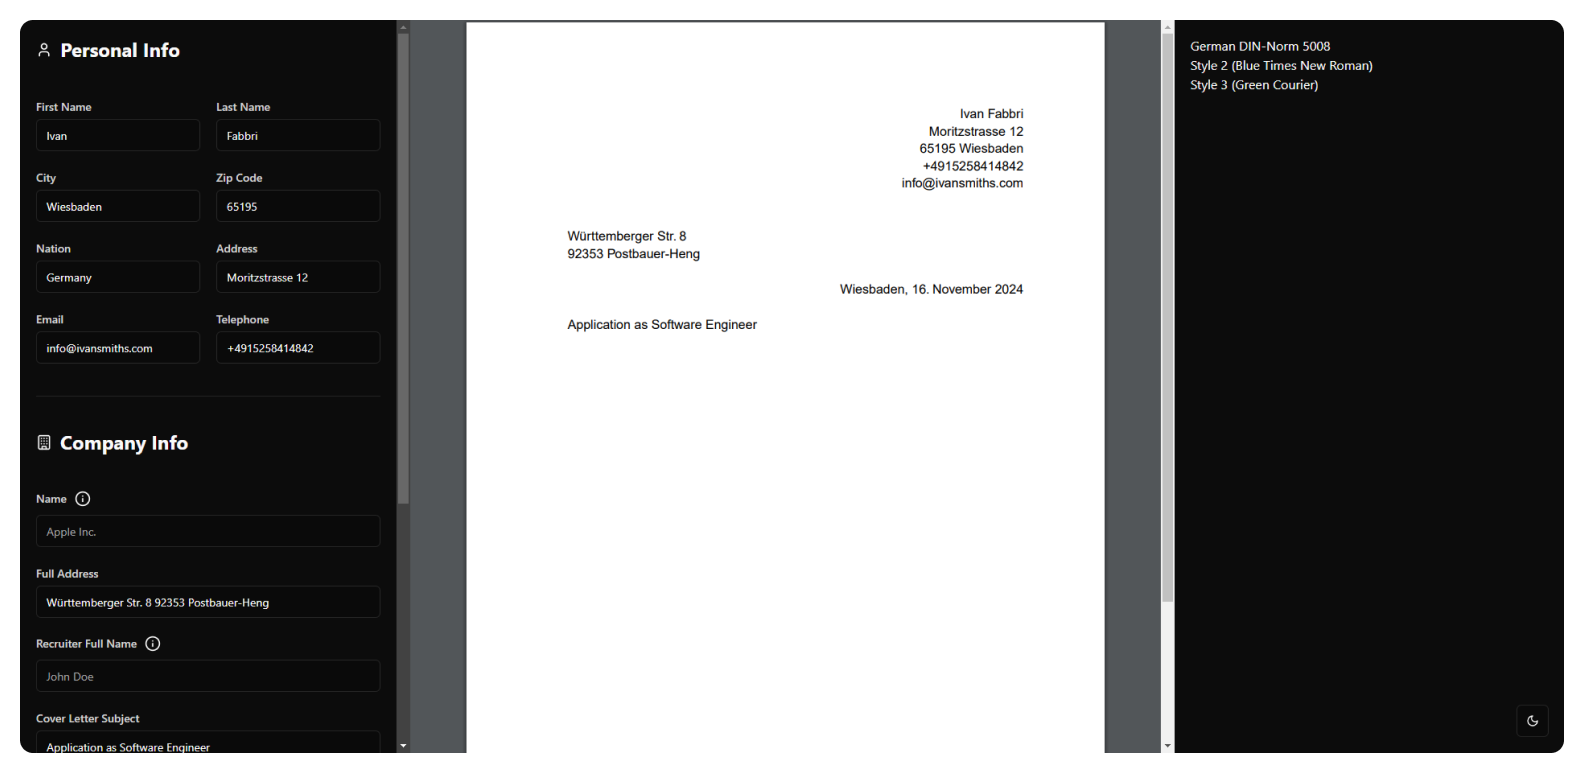 Personal Info
First Name
Last Name
Ivan
Fabbri
City
Zip Code
Wiesbaden
65195
Nation
Address
Germany
Moritzstrasse 12
Email
Telephone
info@ivansmiths.com
+4915258414842
Company Info
Name
Apple Inc.
Full Address
Württemberger Str. 8 92353 Postbauer-Heng
Recruiter Full Name
John Doe
Cover Letter Subject
Application as Software Engineer
Ivan Fabbri
Moritzstrasse 12
65195 Wiesbaden
+4915258414842
info@ivansmiths.com
Württemberger Str. 8
92353 Postbauer-Heng
Wiesbaden, 16. November 2024
Application as Software Engineer
German DIN-Norm 5008
Style 2 (Blue Times New Roman)
Style 3 (Green Courier)